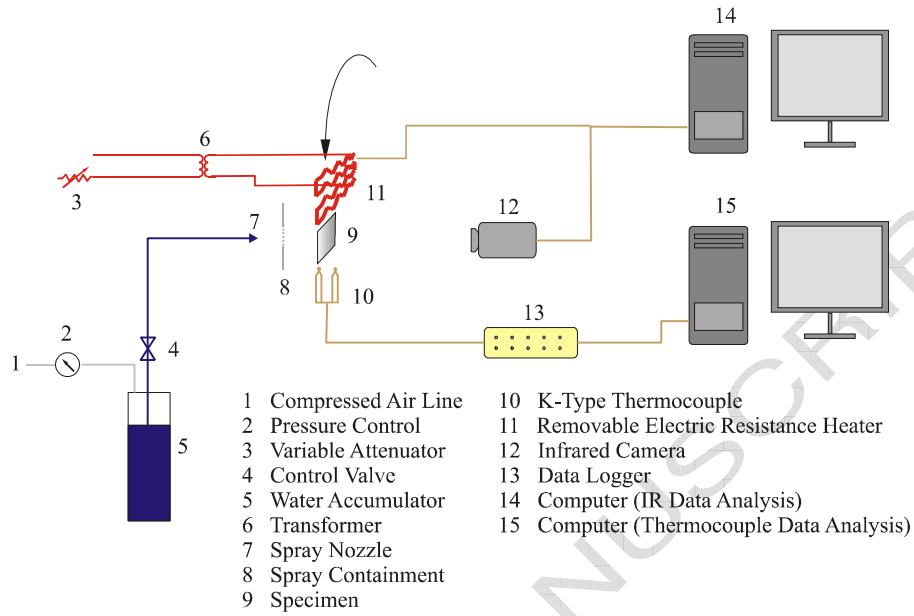 14
6
3
11
7
9
12
15
8
10
13
2
1
4
5
1 Compressed Air Line
2 Pressure Control
3 Variable Attenuator
4 Control Valve
5 Water Accumulator
6 Transformer
7 Spray Nozzle
8 Spray Containment
9 Specimen
10 K-Type Thermocouple
11 Removable Electric Resistance Heater
12 Infrared Camera
13 Data Logger
14 Computer (IR Data Analysis)
15 Computer (Thermocouple Data Analysis)